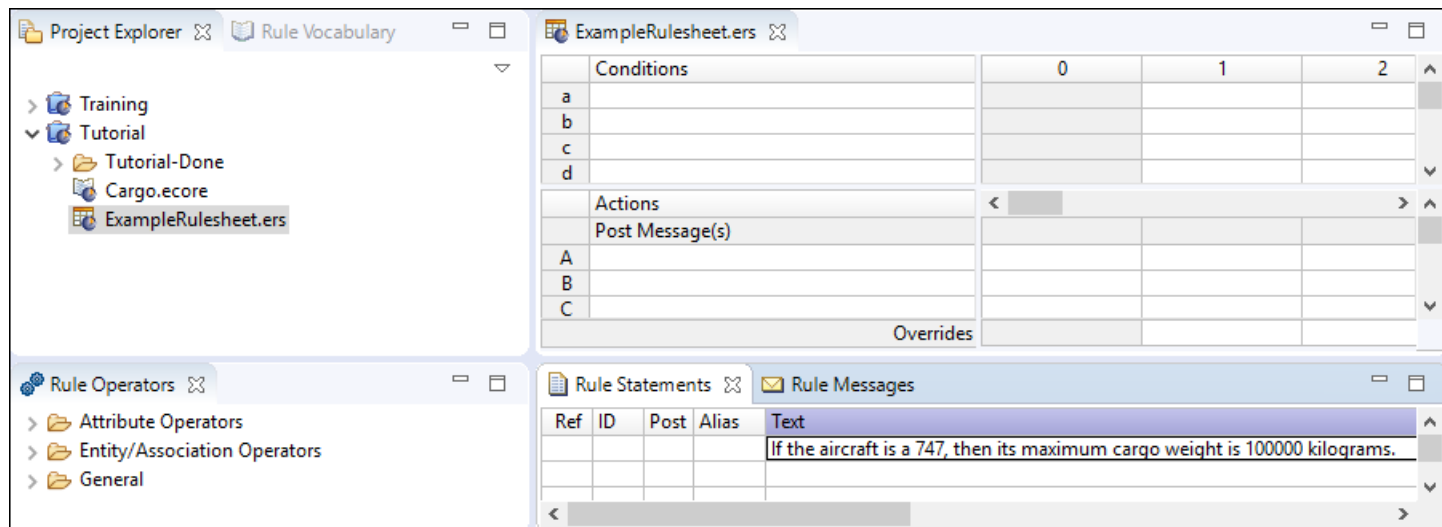 Project Explorer Rule Vocabulary
Training
Tutorial
Tutorial-Done
Cargo.ecore
ExampleRulesheet.ers
ExampleRulesheet.ers
Conditions 0 1 2
a
b
c
d
Actions
Post Message(s)
A
B
C
Overrides
Rule Operators
Attribute Operators
Entity/Association Operators
General
Rule Statements Rule Messages
Ref ID Post Alias Text
If the aircraft is a 747, then its maximum cargo weight is 100000 kilograms.